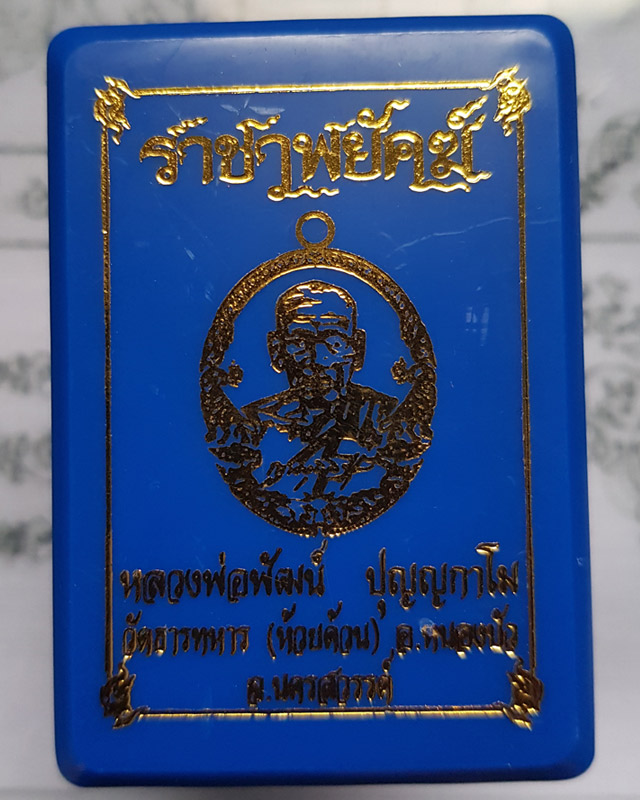 ราชาพยัคฆ์
หลวงพ่อพัฒน์ ปุญญกาโม
วัดธารทหาร (ห้วยด้วน) อ.หนองบัว
จ.นครสวรรค์